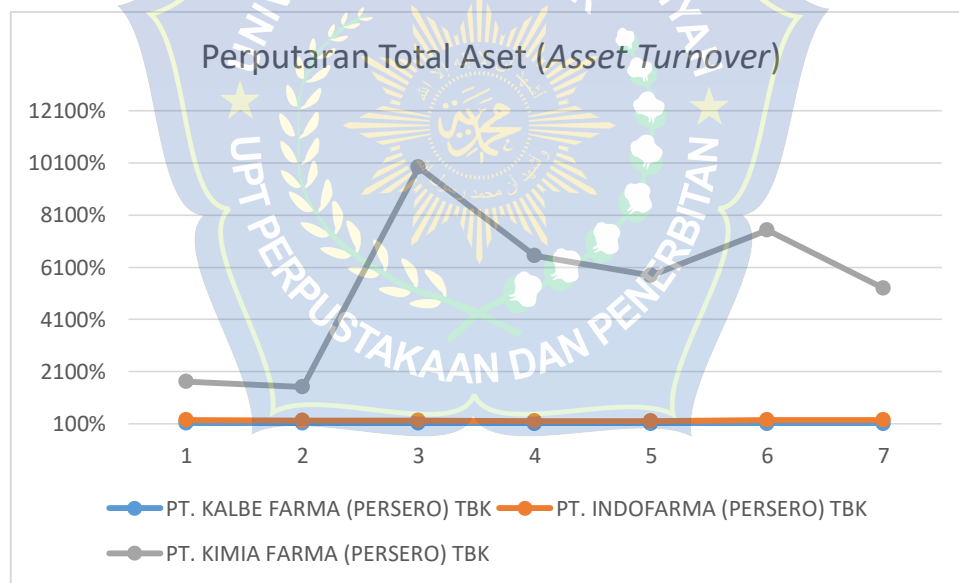 Perputaran Total Aset (Asset Turnover)
12100%
10100%
8100%
6100%
4100%
2100%
100%
1 2 3 4 5 6 7
PT. KALBE FARMA (PERSERO) TBK PT. INDOFARMA (PERSERO) TBK
PT. KIMIA FARMA (PERSERO) TBK
UPT PERPUSTAKAAN DAN PENERBITAN